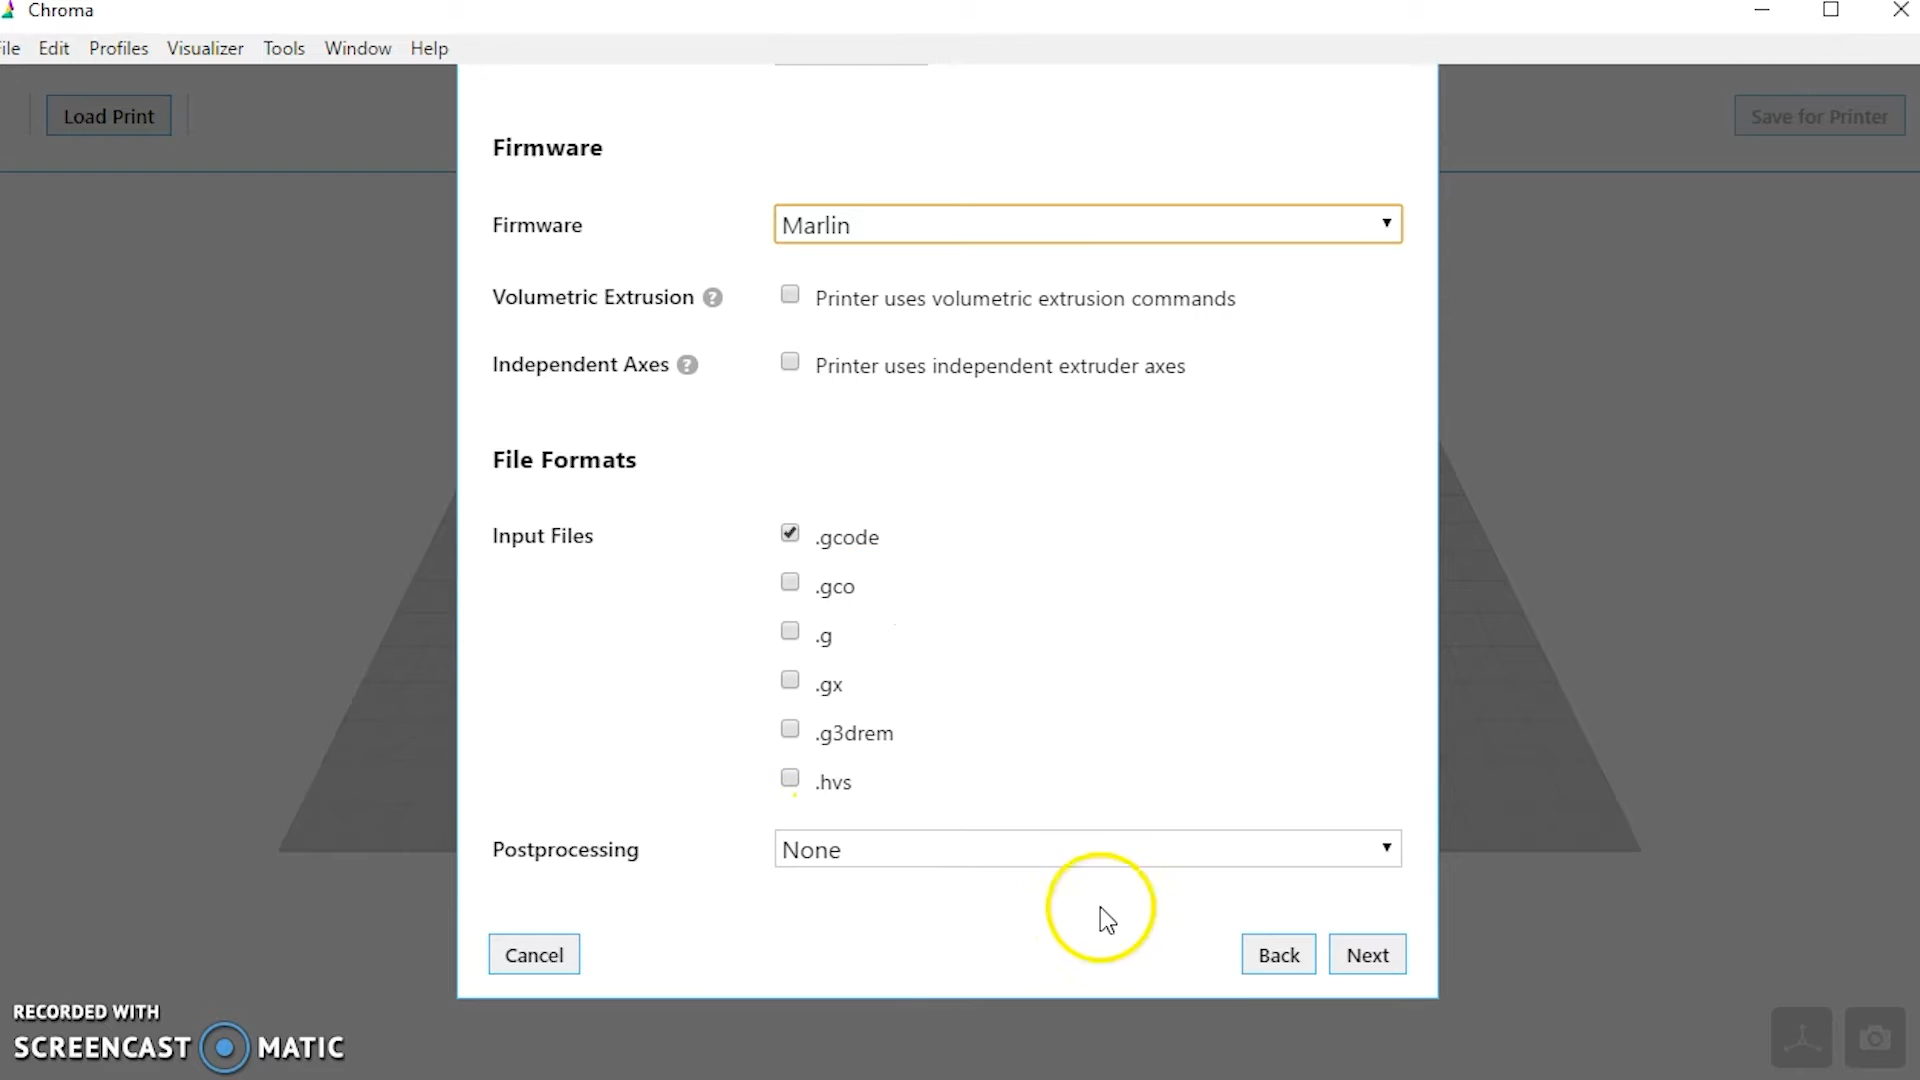 Chroma
File Edit Profiles Visualizer Tools Window Help
Load Print
Save for Printer
Firmware
Firmware Marlin
Volumetric Extrusion ? Printer uses volumetric extrusion commands
Independent Axes ? Printer uses independent extruder axes
File Formats
Input Files .gcode
.gco
.g
.gx
.g3drem
.hvs
Postprocessing None
Cancel Back Next
RECORDED WITH
SCREENCAST MATIC